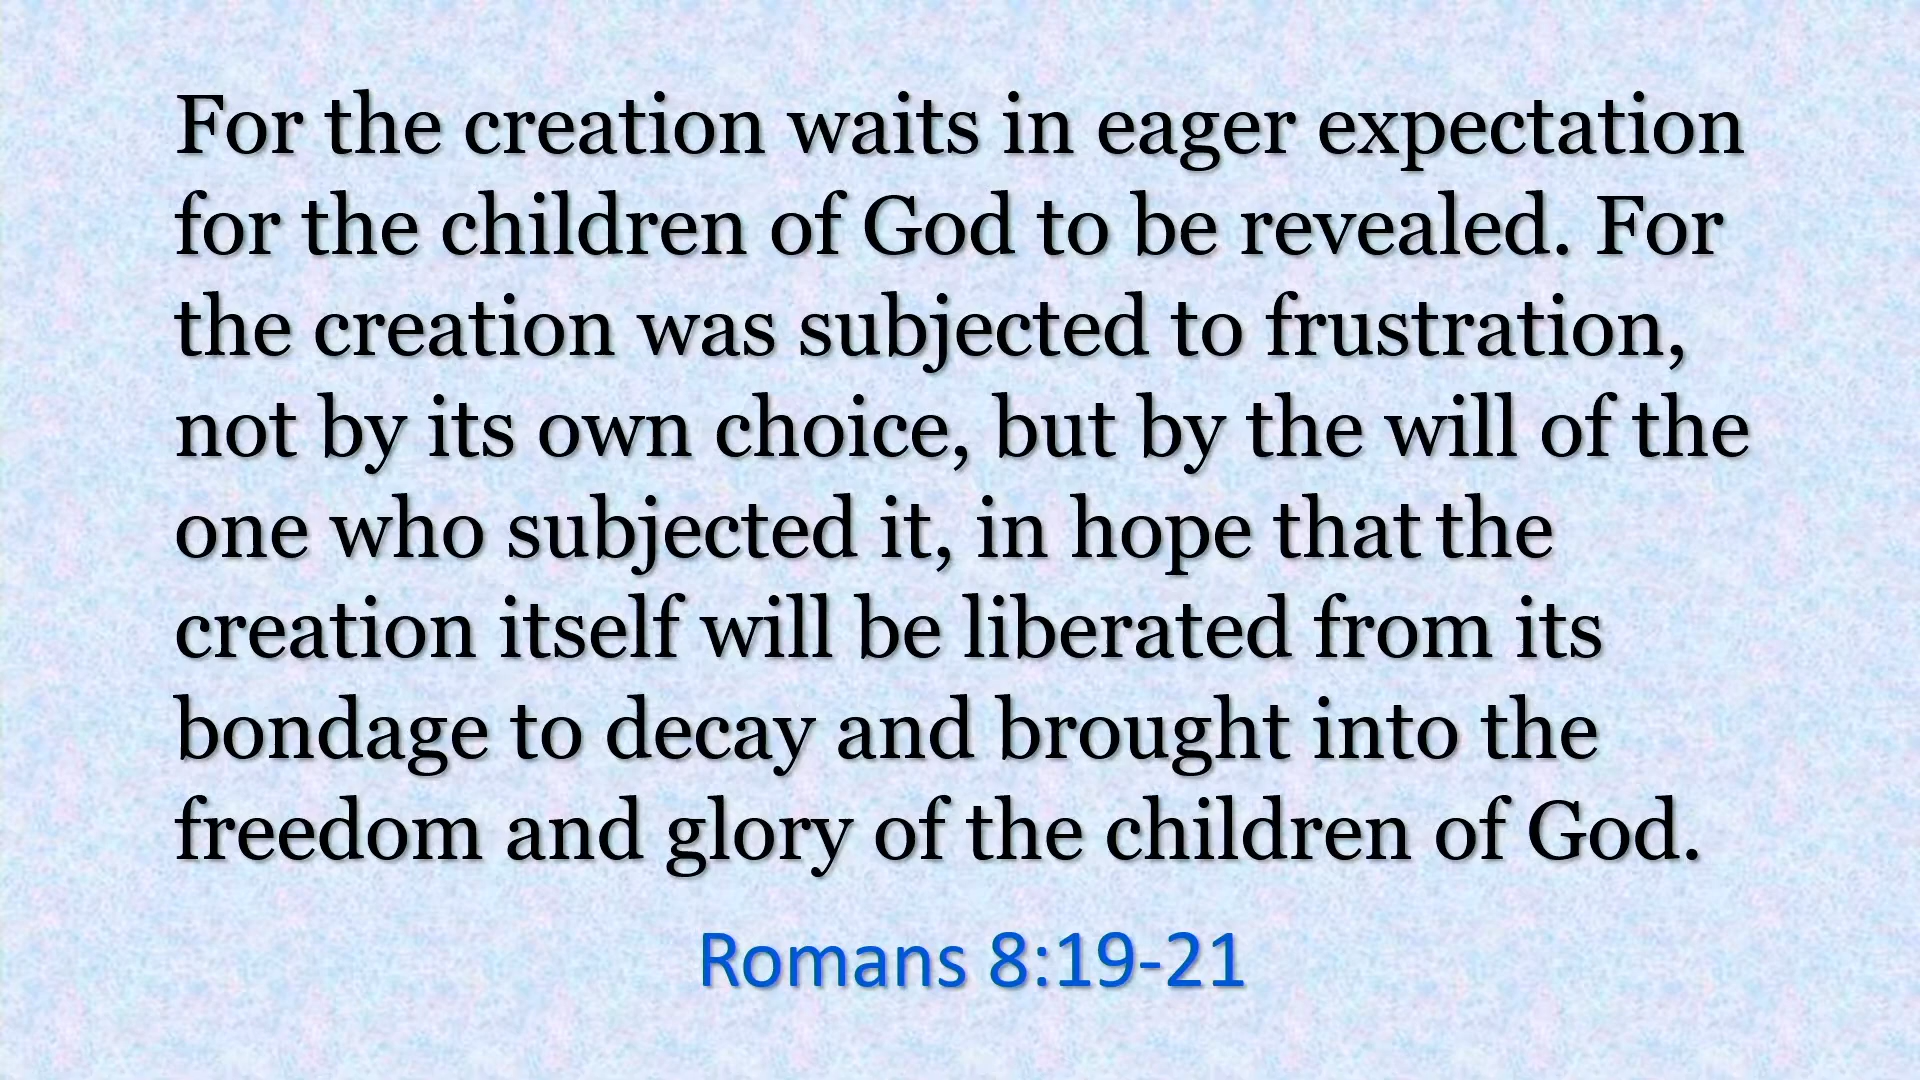 For the creation waits in eager expectation
for the children of God to be revealed. For
the creation was subjected to frustration,
not by its own choice, but by the will of the
one who subjected it, in hope that the
creation itself will be liberated from its
bondage to decay and brought into the
freedom and glory of the children of God.
Romans 8:19-21